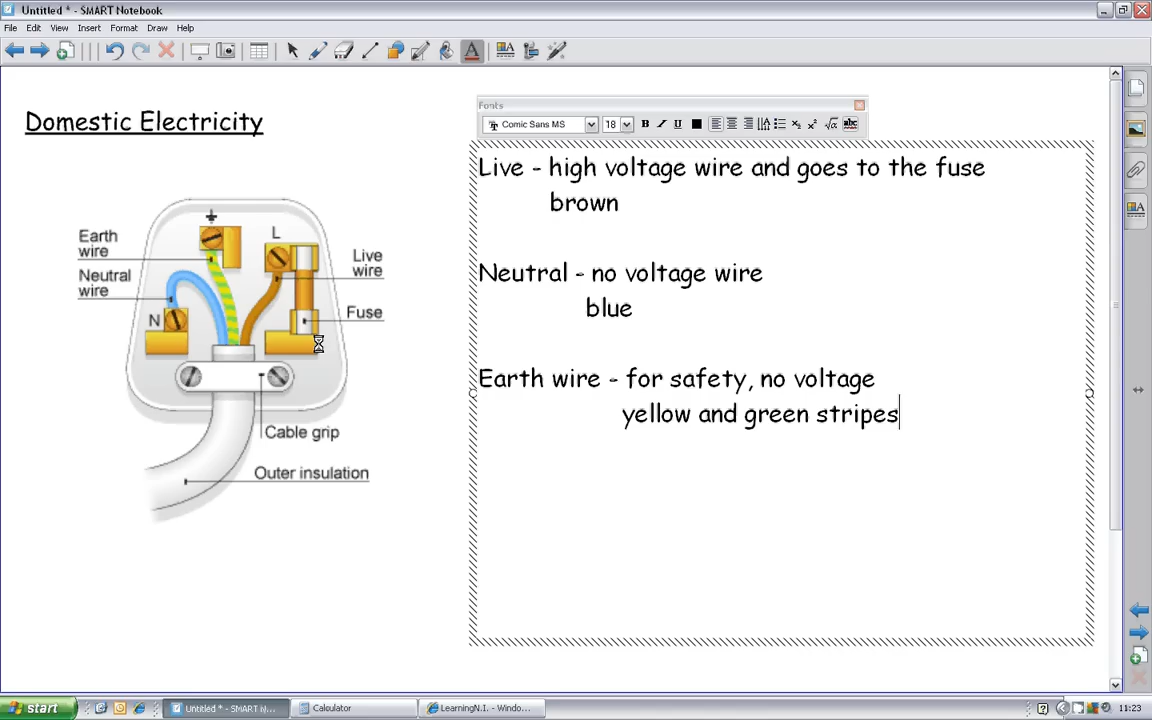 Untitled * - SMART Notebook
File Edit View Insert Format Draw Help
Domestic Electricity
Fonts
Comic Sans MS 18 B I U abc
Live - high voltage wire and goes to the fuse
brown
Neutral - no voltage wire
blue
Earth wire - for safety, no voltage
yellow and green stripes
Earth
wire
Neutral
wire
L
Live
wire
Fuse
N
Cable grip
Outer insulation
start
Untitled * - SMART N...
Calculator
LearningN.I. - Windo...
11:23